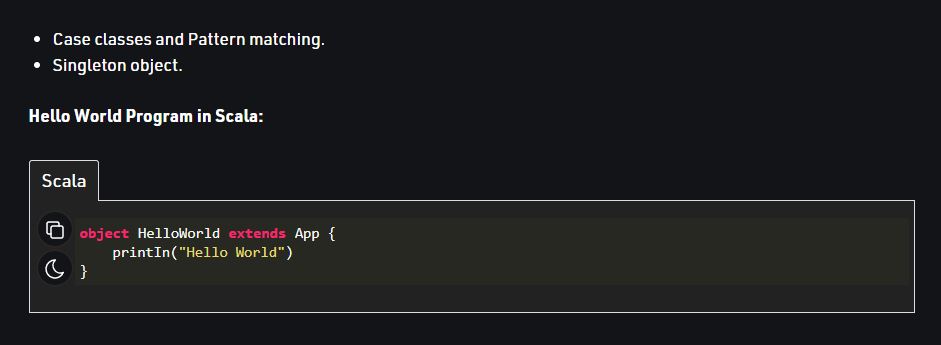 Case classes and Pattern matching.
Singleton object.
Hello World Program in Scala:
Scala
object HelloWorld extends App {
printIn("Hello World")
}